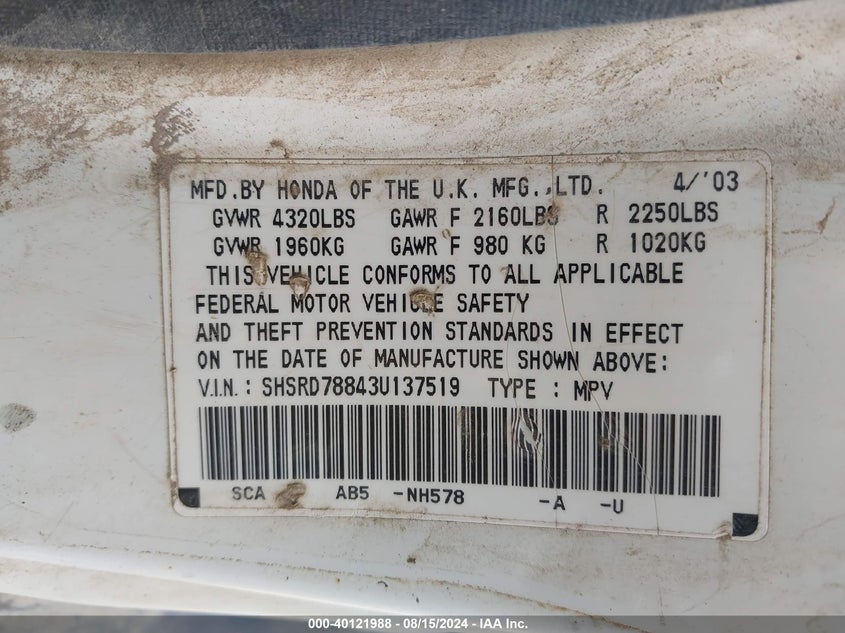 MFD.BY HONDA OF THE U.K. MFG.,LTD. 4/'03
GVWR 4320LBS GAWR F 2160LBS R 2250LBS
GVWR 1960KG GAWR F 980 KG R 1020KG
THIS VEHICLE CONFORMS TO ALL APPLICABLE
FEDERAL MOTOR VEHICLE SAFETY
AND THEFT PREVENTION STANDARDS IN EFFECT
ON THE DATE OF MANUFACTURE SHOWN ABOVE:
V.I.N.: SHSRD78843U137519 TYPE : MPV
SCA AB5 -NH578 -A -U
000-40121988 - 08/15/2024 - IAA Inc.